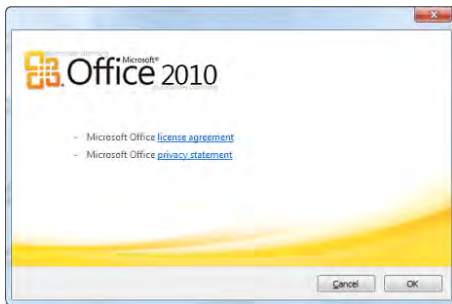 Microsoft®
Office 2010
- Microsoft Office license agreement
- Microsoft Office privacy statement
Cancel
OK